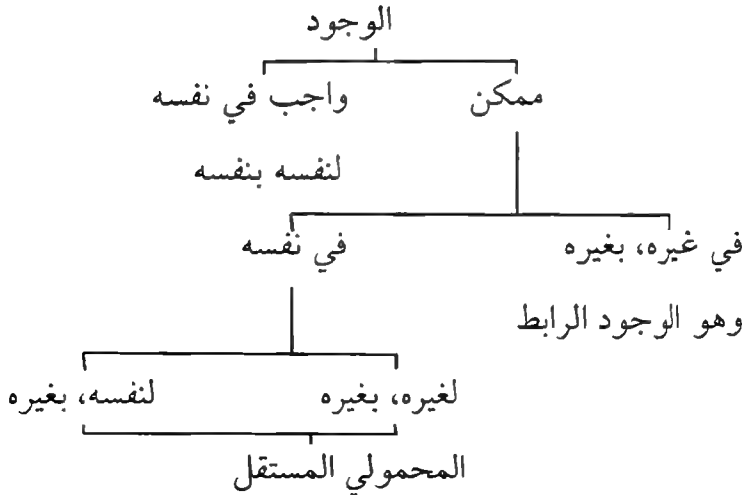 الوجود
ممكن
واجب في نفسه
لنفسه بنفسه
في غيره، بغيره
في نفسه
وهو الوجود الرابط
لغيره، بغيره
لنفسه، بغيره
المحمولي المستقل